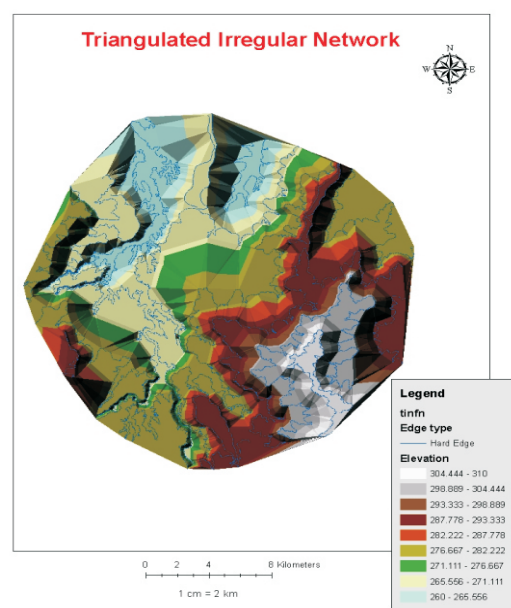 Triangulated Irregular Network
N
W E
S
Legend
tinfn
Edge type
Hard Edge
Elevation
304.444 - 310
298.889 - 304.444
293.333 - 298.889
287.778 - 293.333
282.222 - 287.778
276.667 - 282.222
271.111 - 276.667
265.556 - 271.111
260 - 265.556
0 2 4 8 Kilometers
1 cm = 2 km